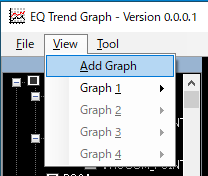 EQ Trend Graph - Version 0.0.0.1
File View Tool
Add Graph
Graph 1
Graph 2
Graph 3
Graph 4